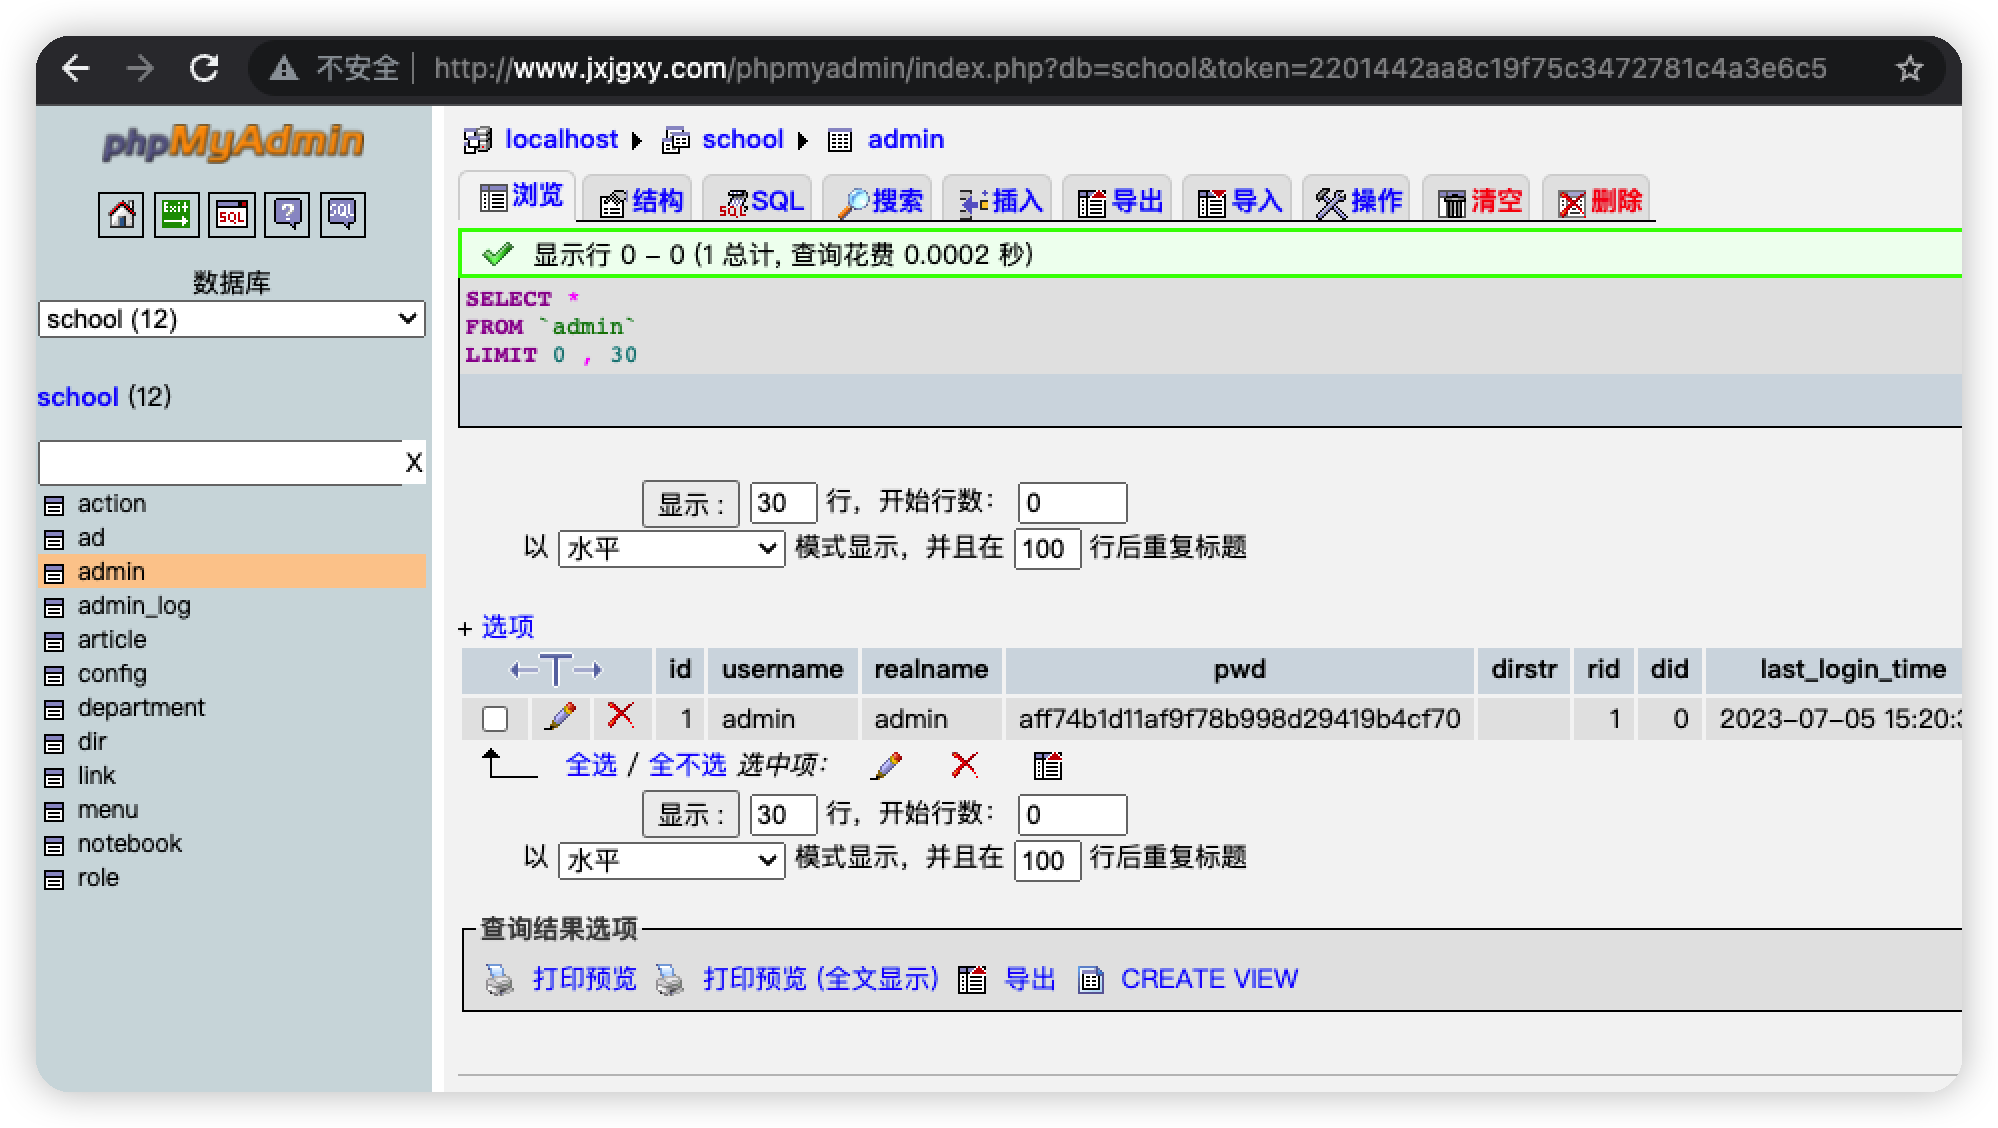 不安全 | http://www.jxjgxy.com/phpmyadmin/index.php?db=school&token=2201442aa8c19f75c3472781c4a3e6c5
phpMyAdmin
Exit SQL ? SQL
数据库
school (12)
school (12)
X
action
ad
admin
admin_log
article
config
department
dir
link
menu
notebook
role
localhost ▸ school ▸ admin
浏览 结构 SQL 搜索 插入 导出 导入 操作 清空 删除
显示行 0 – 0 (1 总计, 查询花费 0.0002 秒)
SELECT *
FROM `admin`
LIMIT 0 , 30
显示 : 30 行，开始行数： 0
以 水平 模式显示，并且在 100 行后重复标题
+ 选项
←T→ id username realname pwd dirstr rid did last_login_time
1 admin admin aff74b1d11af9f78b998d29419b4cf70 1 0 2023-07-05 15:20:
全选 / 全不选 选中项：
显示 : 30 行，开始行数： 0
以 水平 模式显示，并且在 100 行后重复标题
查询结果选项
打印预览 打印预览 (全文显示) 导出 CREATE VIEW